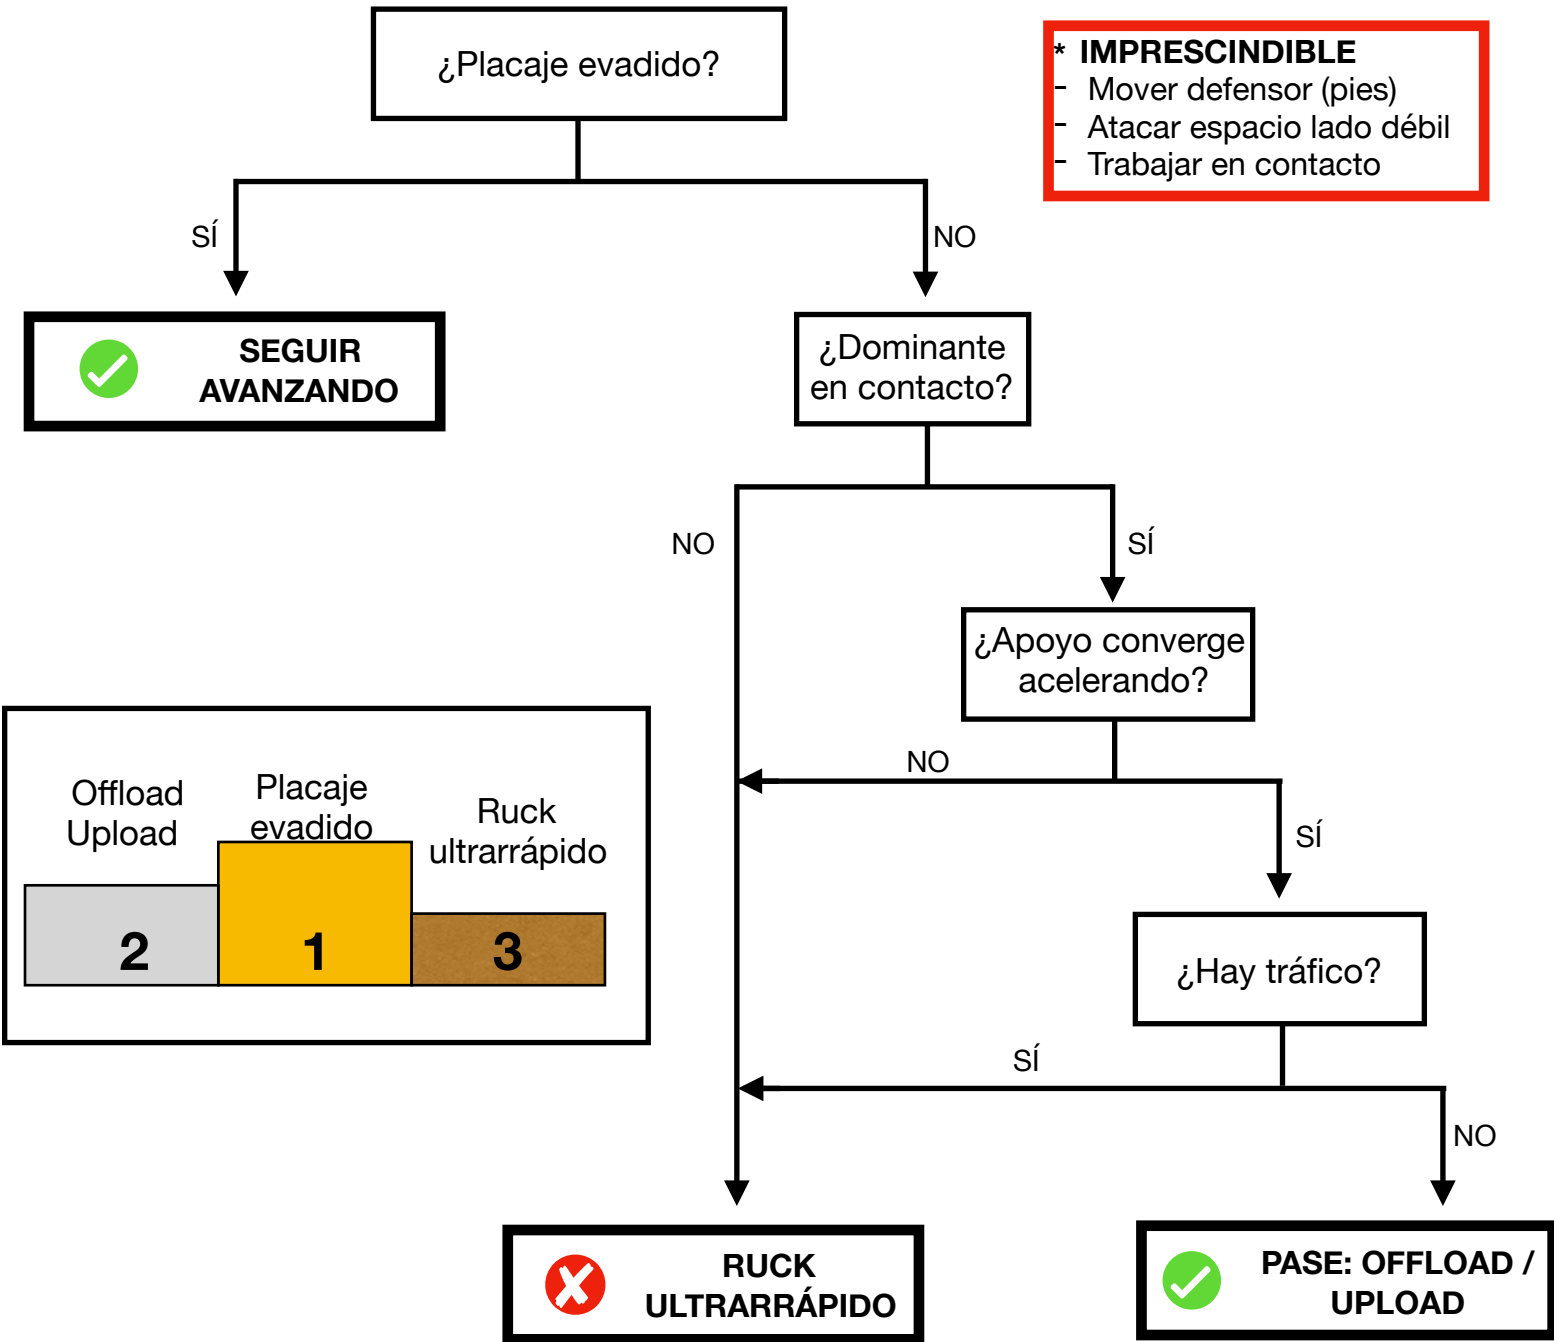 ¿Placaje evadido?
* IMPRESCINDIBLE
- Mover defensor (pies)
- Atacar espacio lado débil
- Trabajar en contacto
SÍ
NO
SEGUIR
AVANZANDO
¿Dominante
en contacto?
NO
SÍ
¿Apoyo converge
acelerando?
NO
SÍ
Offload
Upload
Placaje
evadido
Ruck
ultrarrápido
2
1
3
¿Hay tráfico?
SÍ
NO
RUCK
ULTRARRÁPIDO
PASE: OFFLOAD /
UPLOAD